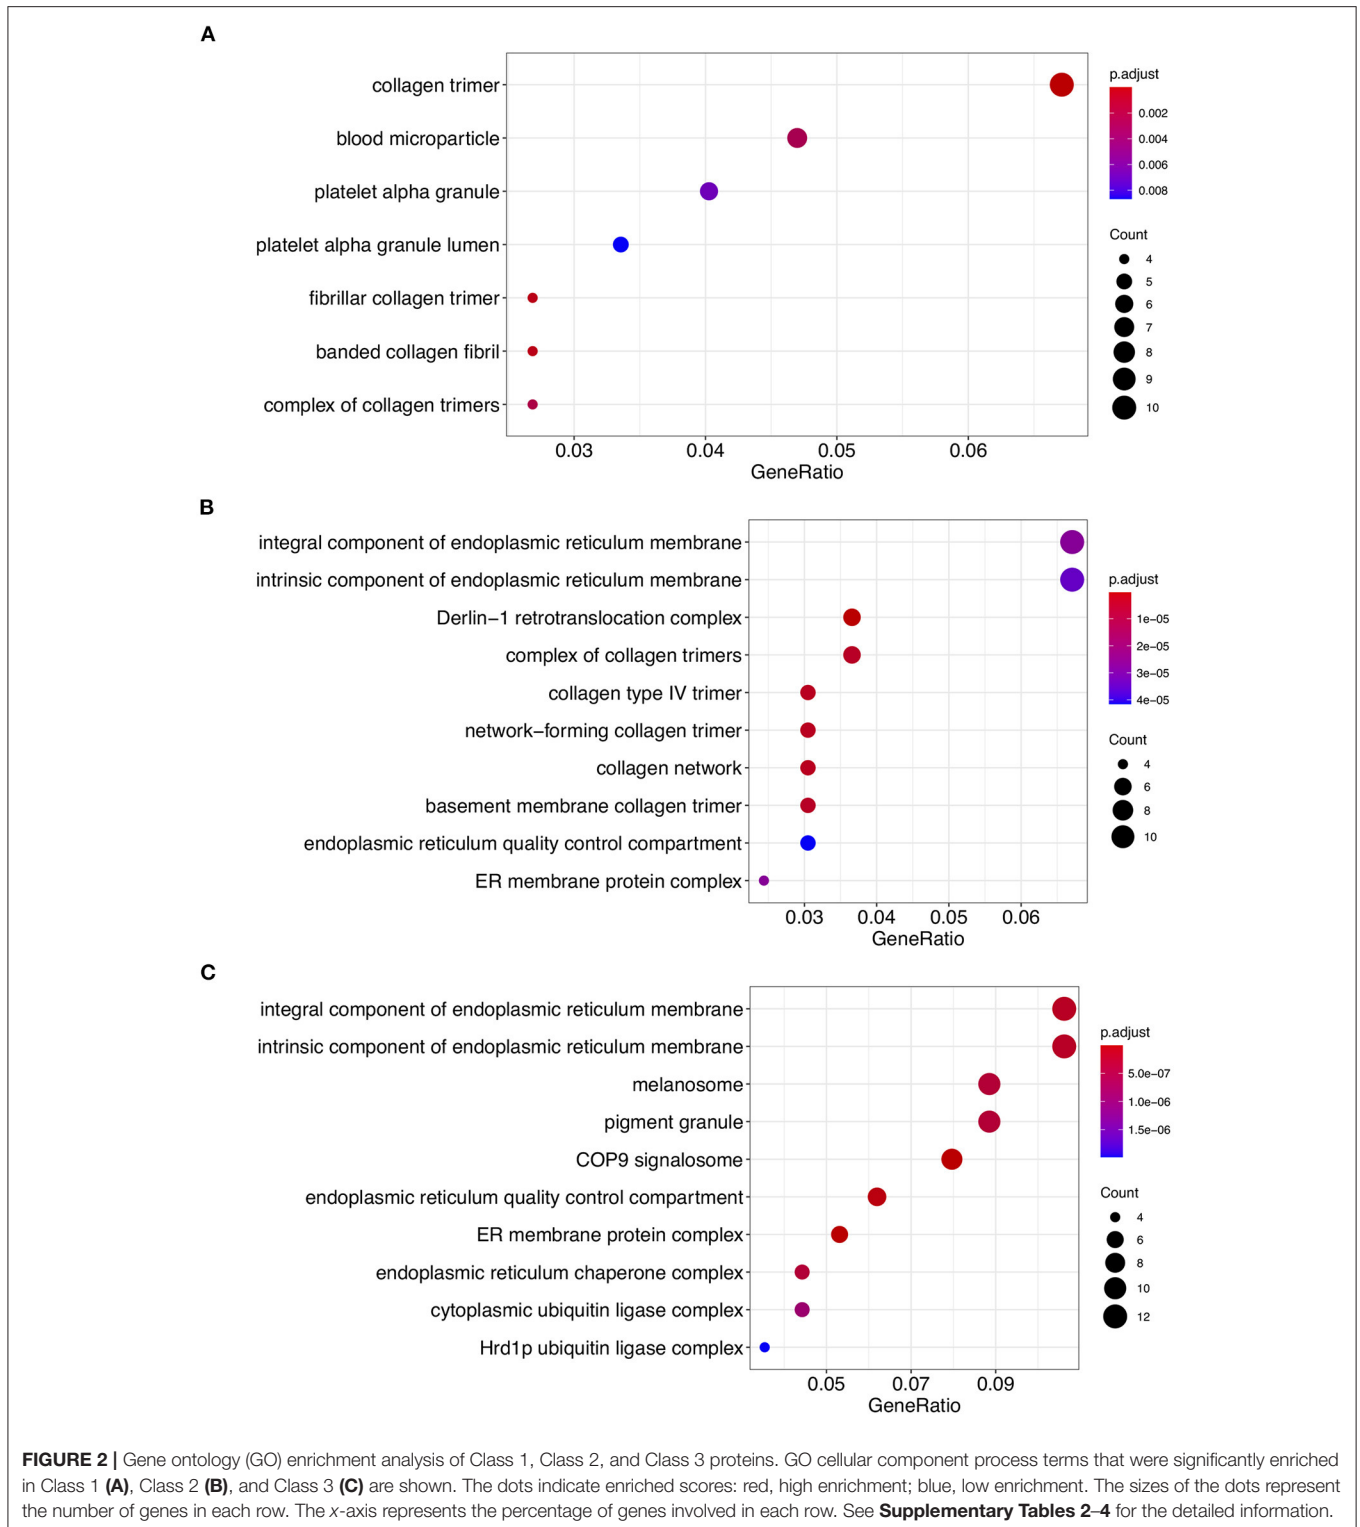 A
collagen trimer
blood microparticle
platelet alpha granule
platelet alpha granule lumen
fibrillar collagen trimer
banded collagen fibril
complex of collagen trimers
0.03 0.04 0.05 0.06
GeneRatio
p.adjust
0.002
0.004
0.006
0.008
Count
4
5
6
7
8
9
10
B
integral component of endoplasmic reticulum membrane
intrinsic component of endoplasmic reticulum membrane
Derlin−1 retrotranslocation complex
complex of collagen trimers
collagen type IV trimer
network−forming collagen trimer
collagen network
basement membrane collagen trimer
endoplasmic reticulum quality control compartment
ER membrane protein complex
0.03 0.04 0.05 0.06
GeneRatio
p.adjust
1e−05
2e−05
3e−05
4e−05
Count
4
6
8
10
C
integral component of endoplasmic reticulum membrane
intrinsic component of endoplasmic reticulum membrane
melanosome
pigment granule
COP9 signalosome
endoplasmic reticulum quality control compartment
ER membrane protein complex
endoplasmic reticulum chaperone complex
cytoplasmic ubiquitin ligase complex
Hrd1p ubiquitin ligase complex
0.05 0.07 0.09
GeneRatio
p.adjust
5.0e−07
1.0e−06
1.5e−06
Count
4
6
8
10
12
FIGURE 2 | Gene ontology (GO) enrichment analysis of Class 1, Class 2, and Class 3 proteins. GO cellular component process terms that were significantly enriched
in Class 1 (A), Class 2 (B), and Class 3 (C) are shown. The dots indicate enriched scores: red, high enrichment; blue, low enrichment. The sizes of the dots represent
the number of genes in each row. The x-axis represents the percentage of genes involved in each row. See Supplementary Tables 2–4 for the detailed information.